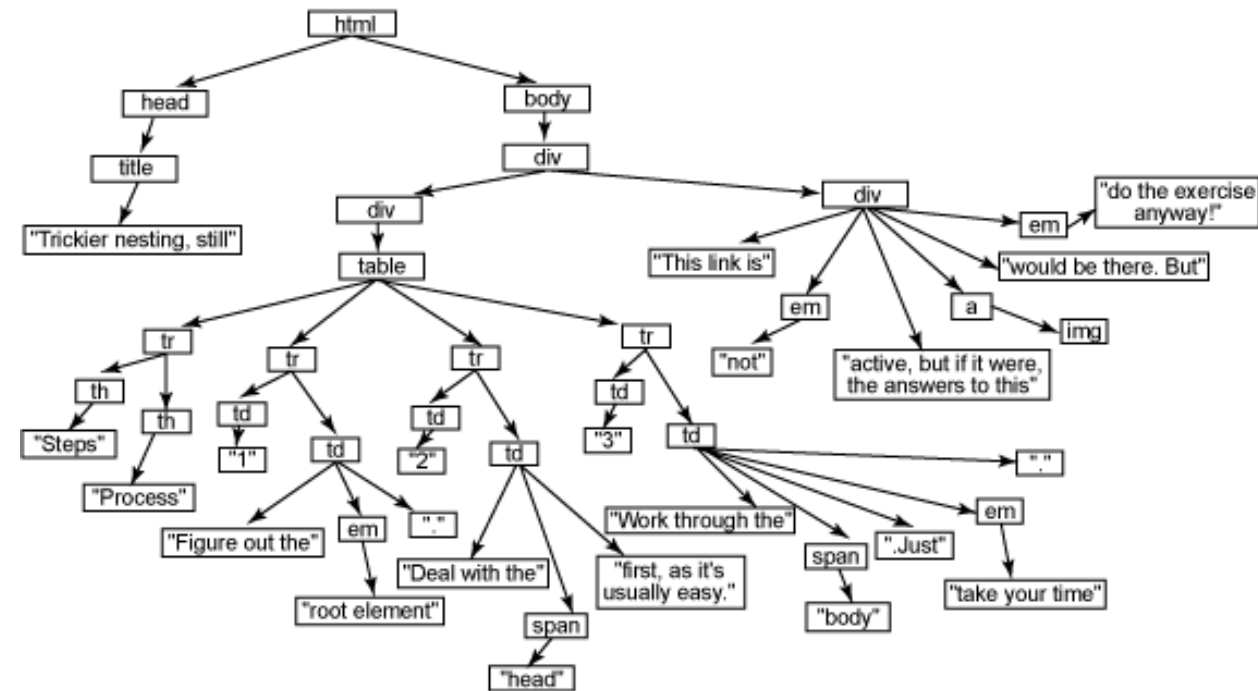 html
head
body
title
div
"Trickier nesting, still"
div
div
em
"do the exercise
anyway!"
table
"This link is"
"would be there. But"
em
a
img
"not"
"active, but if it were,
the answers to this"
tr
tr
tr
tr
th
th
td
td
td
"Steps"
"1"
td
"2"
td
"3"
td
"."
"Process"
"Figure out the"
em
"."
"root element"
"Deal with the"
span
"first, as it's
usually easy."
"head"
"Work through the"
span
".Just"
em
"body"
"take your time"